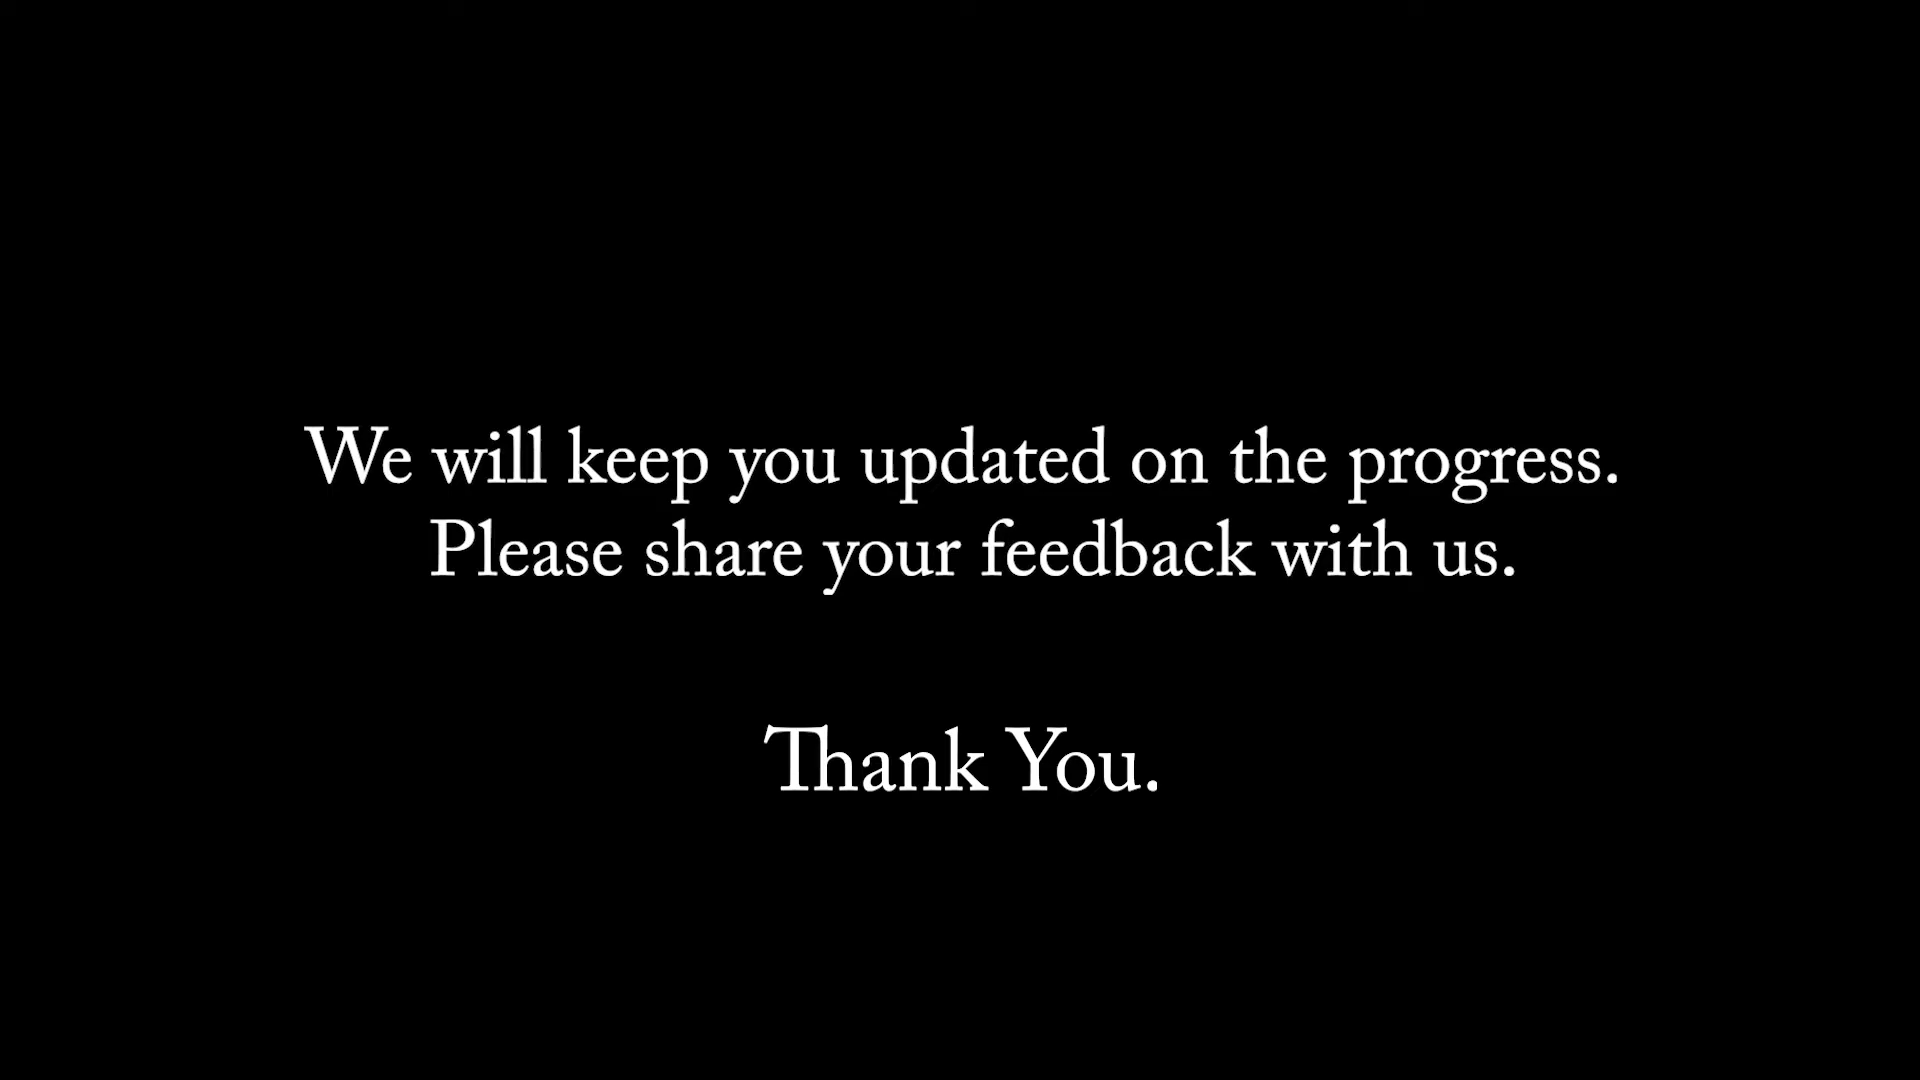 We will keep you updated on the progress.
Please share your feedback with us.
Thank You.